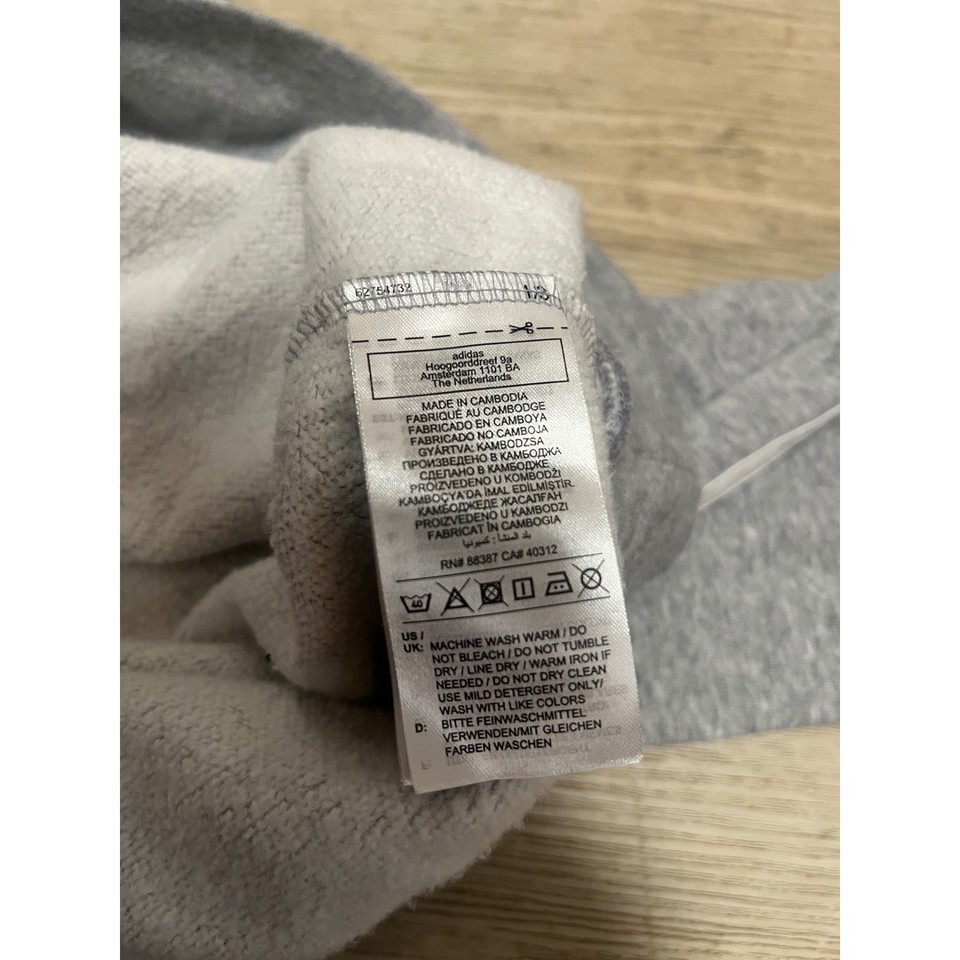 62754732
1/3
adidas
Hoogoorddreef 9a
Amsterdam 1101 BA
The Netherlands
MADE IN CAMBODIA
FABRIQUÉ AU CAMBODGE
FABRICADO EN CAMBOYA
FABRICADO NO CAMBOJA
GYÁRTVA: KAMBODZSA
ПРОИЗВЕДЕНО В КАМБОДЖА
СДЕЛАНО В КАМБОДЖЕ
PROIZVEDENO U KOMBODŽI
KAMBOÇYA'DA İMAL EDİLMİŞTİR.
КАМБОДЖЕДЕ ЖАСАЛҒАН
PROIZVEDENO U KAMBODŽI
FABRICAT ÎN CAMBOGIA
بلد المنشأ: كمبوديا
RN# 88387 CA# 40312
40
US /
UK: MACHINE WASH WARM / DO
NOT BLEACH / DO NOT TUMBLE
DRY / LINE DRY / WARM IRON IF
NEEDED / DO NOT DRY CLEAN
USE MILD DETERGENT ONLY/
WASH WITH LIKE COLORS
D: BITTE FEINWASCHMITTEL
VERWENDEN/MIT GLEICHEN
FARBEN WASCHEN